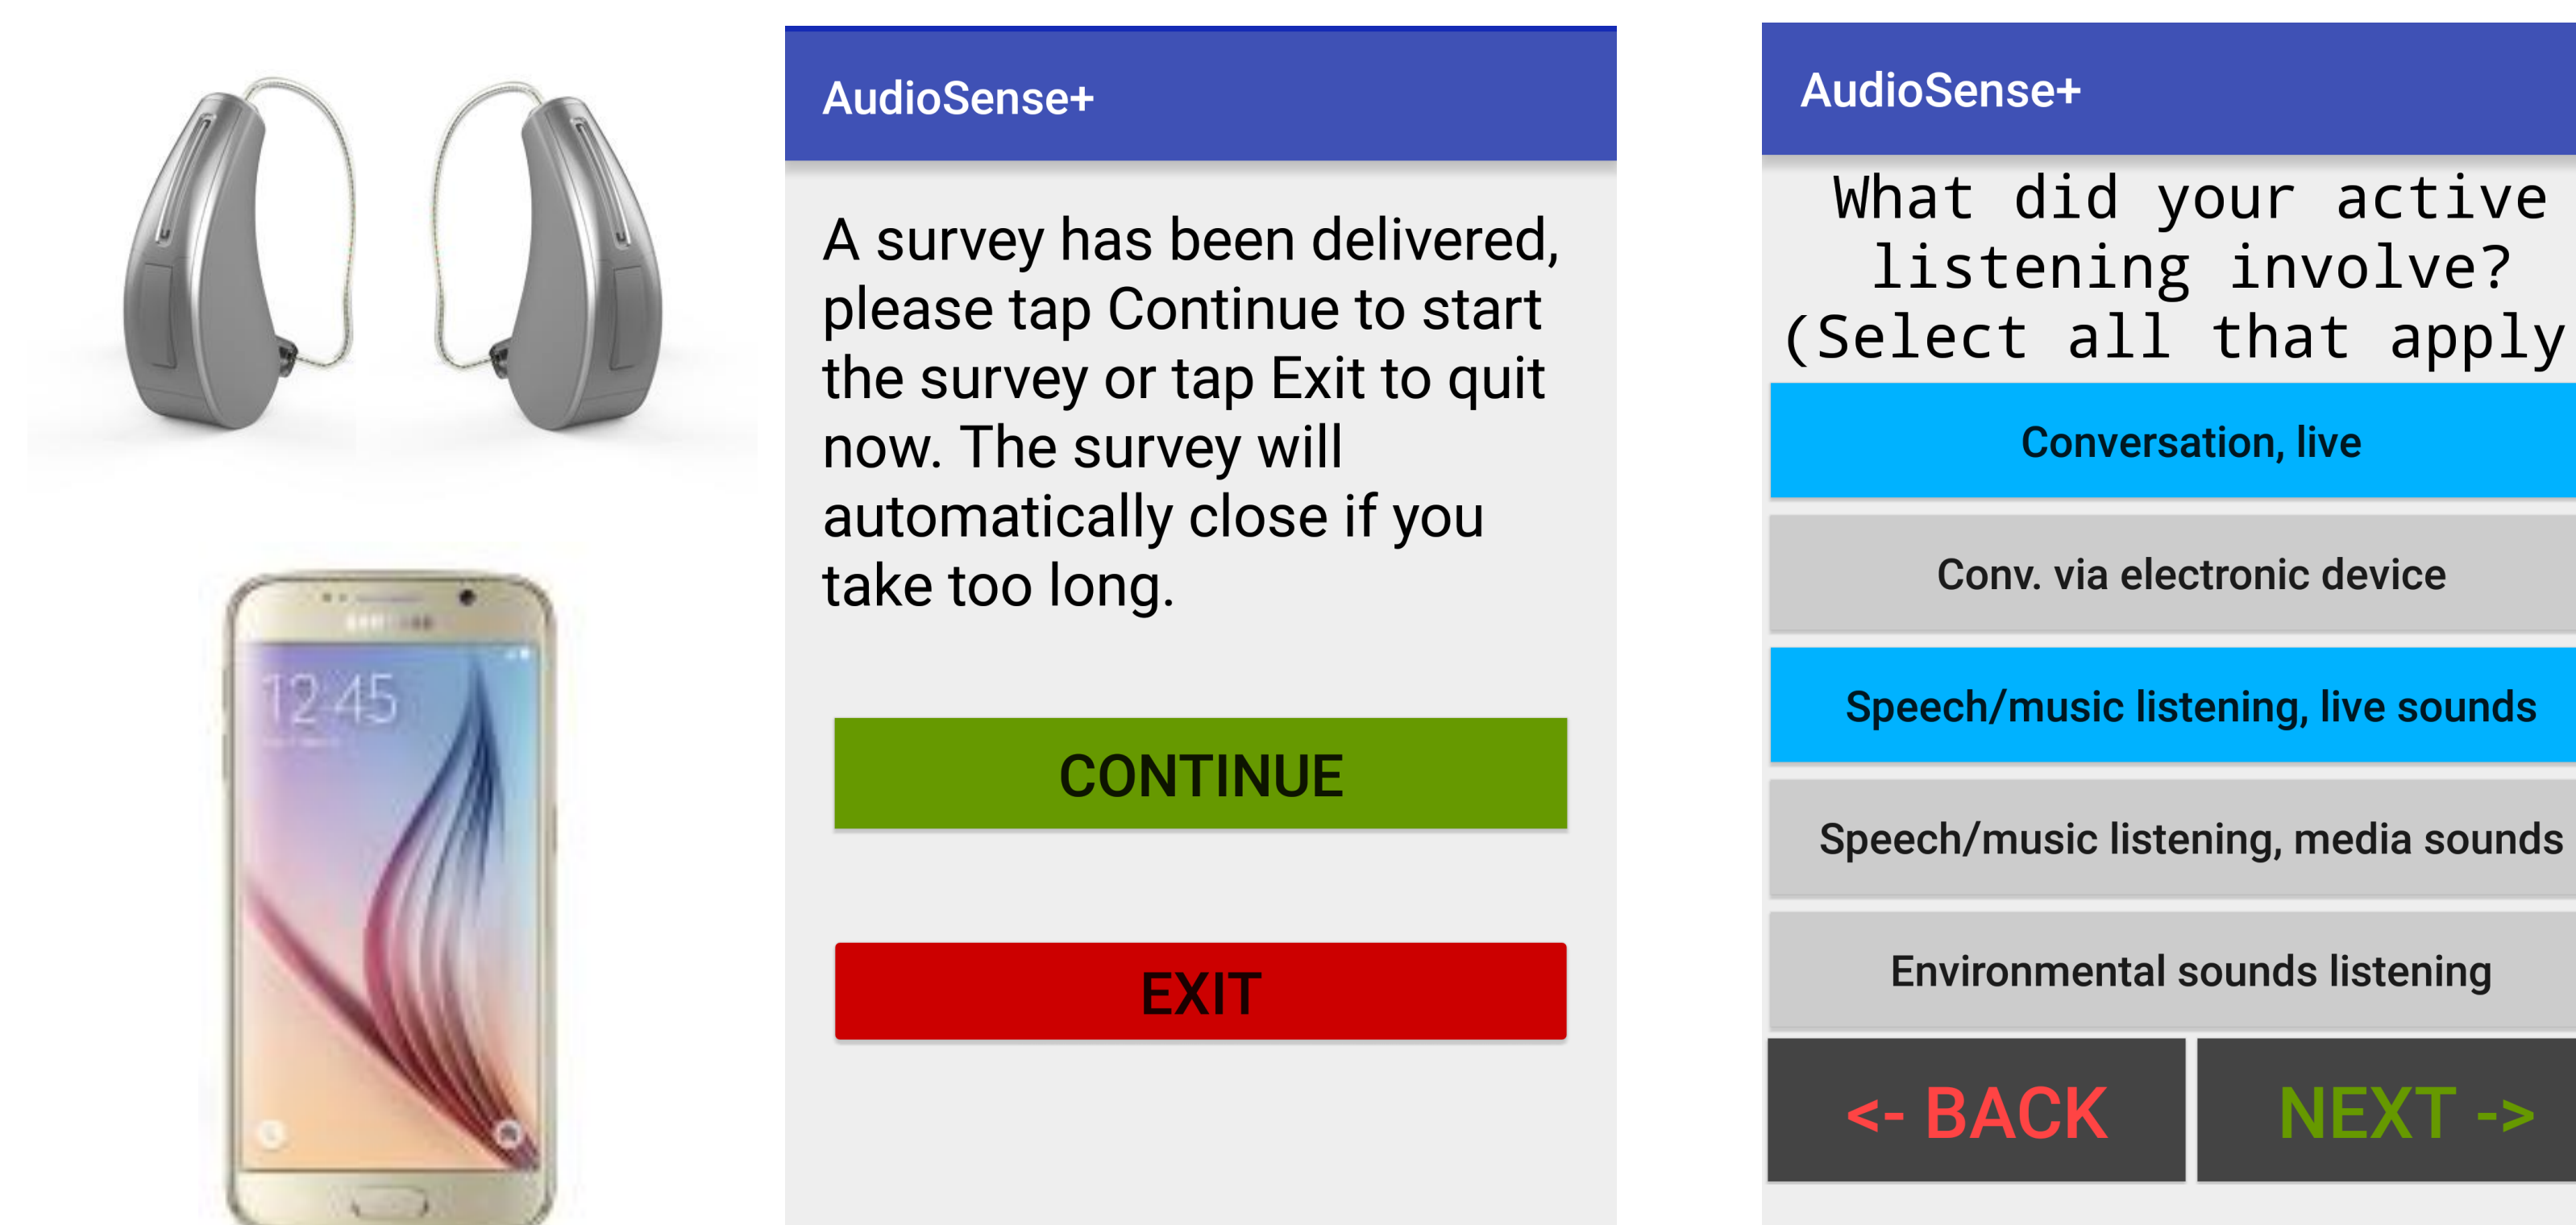 12:45
AudioSense+
A survey has been delivered,
please tap Continue to start
the survey or tap Exit to quit
now. The survey will
automatically close if you
take too long.
CONTINUE
EXIT
AudioSense+
What did your active
listening involve?
(Select all that apply
Conversation, live
Conv. via electronic device
Speech/music listening, live sounds
Speech/music listening, media sounds
Environmental sounds listening
<- BACK
NEXT ->